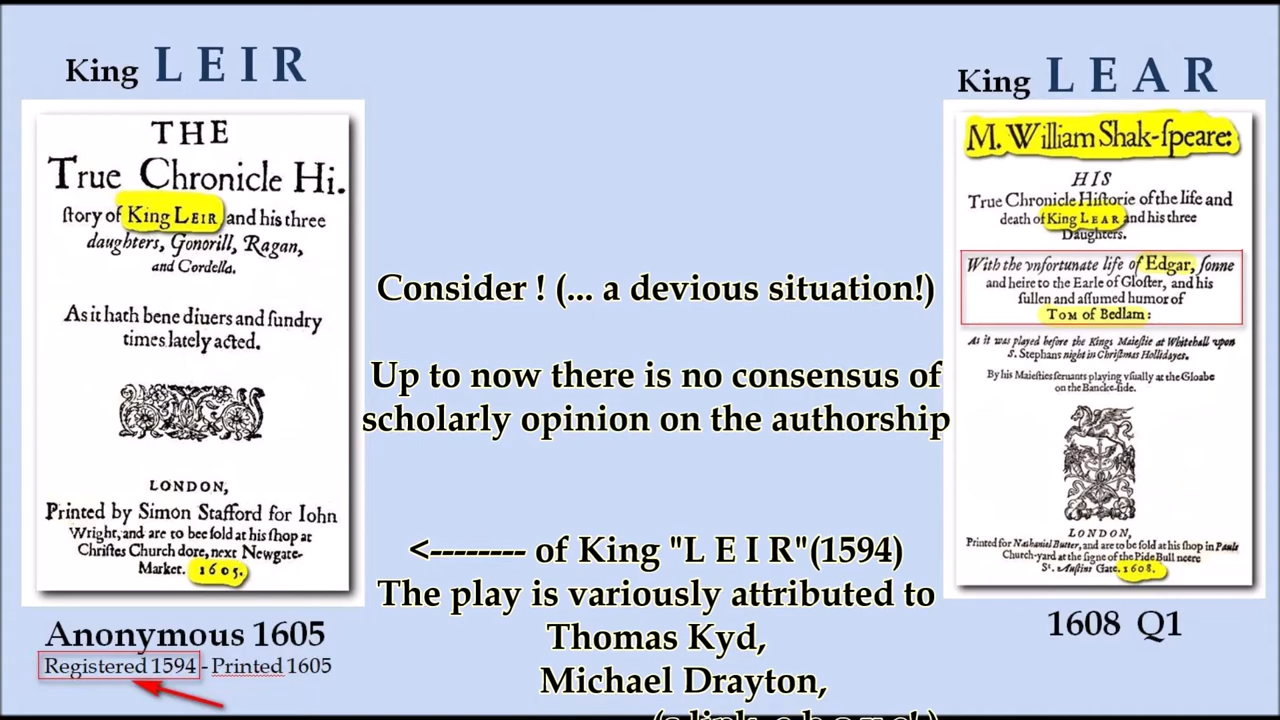 King L E I R
THE
True Chronicle Hi.
ſtory of King LEIR and his three
daughters, Gonorill, Ragan,
and Cordella.
As it hath bene diuers and ſundry
times lately acted.
LONDON,
Printed by Simon Stafford for Iohn
Wright, and are to bee ſold at his ſhop at
Chriſtes Church dore, next Newgate-
Market. 1605.
Anonymous 1605
Registered 1594 - Printed 1605
Consider ! (... a devious situation!)
Up to now there is no consensus of
scholarly opinion on the authorship
<-------- of King "L E I R"(1594)
The play is variously attributed to
Thomas Kyd,
Michael Drayton,
King L E A R
M. William Shak-ſpeare:
HIS
True Chronicle Hiſtorie of the life and
death of King LEAR and his three
Daughters.
With the vnfortunate life of Edgar, ſonne
and heire to the Earle of Gloſter, and his
ſullen and aſſumed humor of
TOM of Bedlam:
As it was played before the Kings Maieſtie at Whitehall vpon
S. Stephans night in Chriſtmas Hollidayes.
By his Maieſties ſeruants playing vſually at the Gloabe
on the Bancke-ſide.
LONDON,
Printed for Nathaniel Butter, and are to be ſold at his ſhop in Pauls
Church-yard at the ſigne of the Pide Bull neere
St. Auſtins Gate. 1608.
1608 Q1